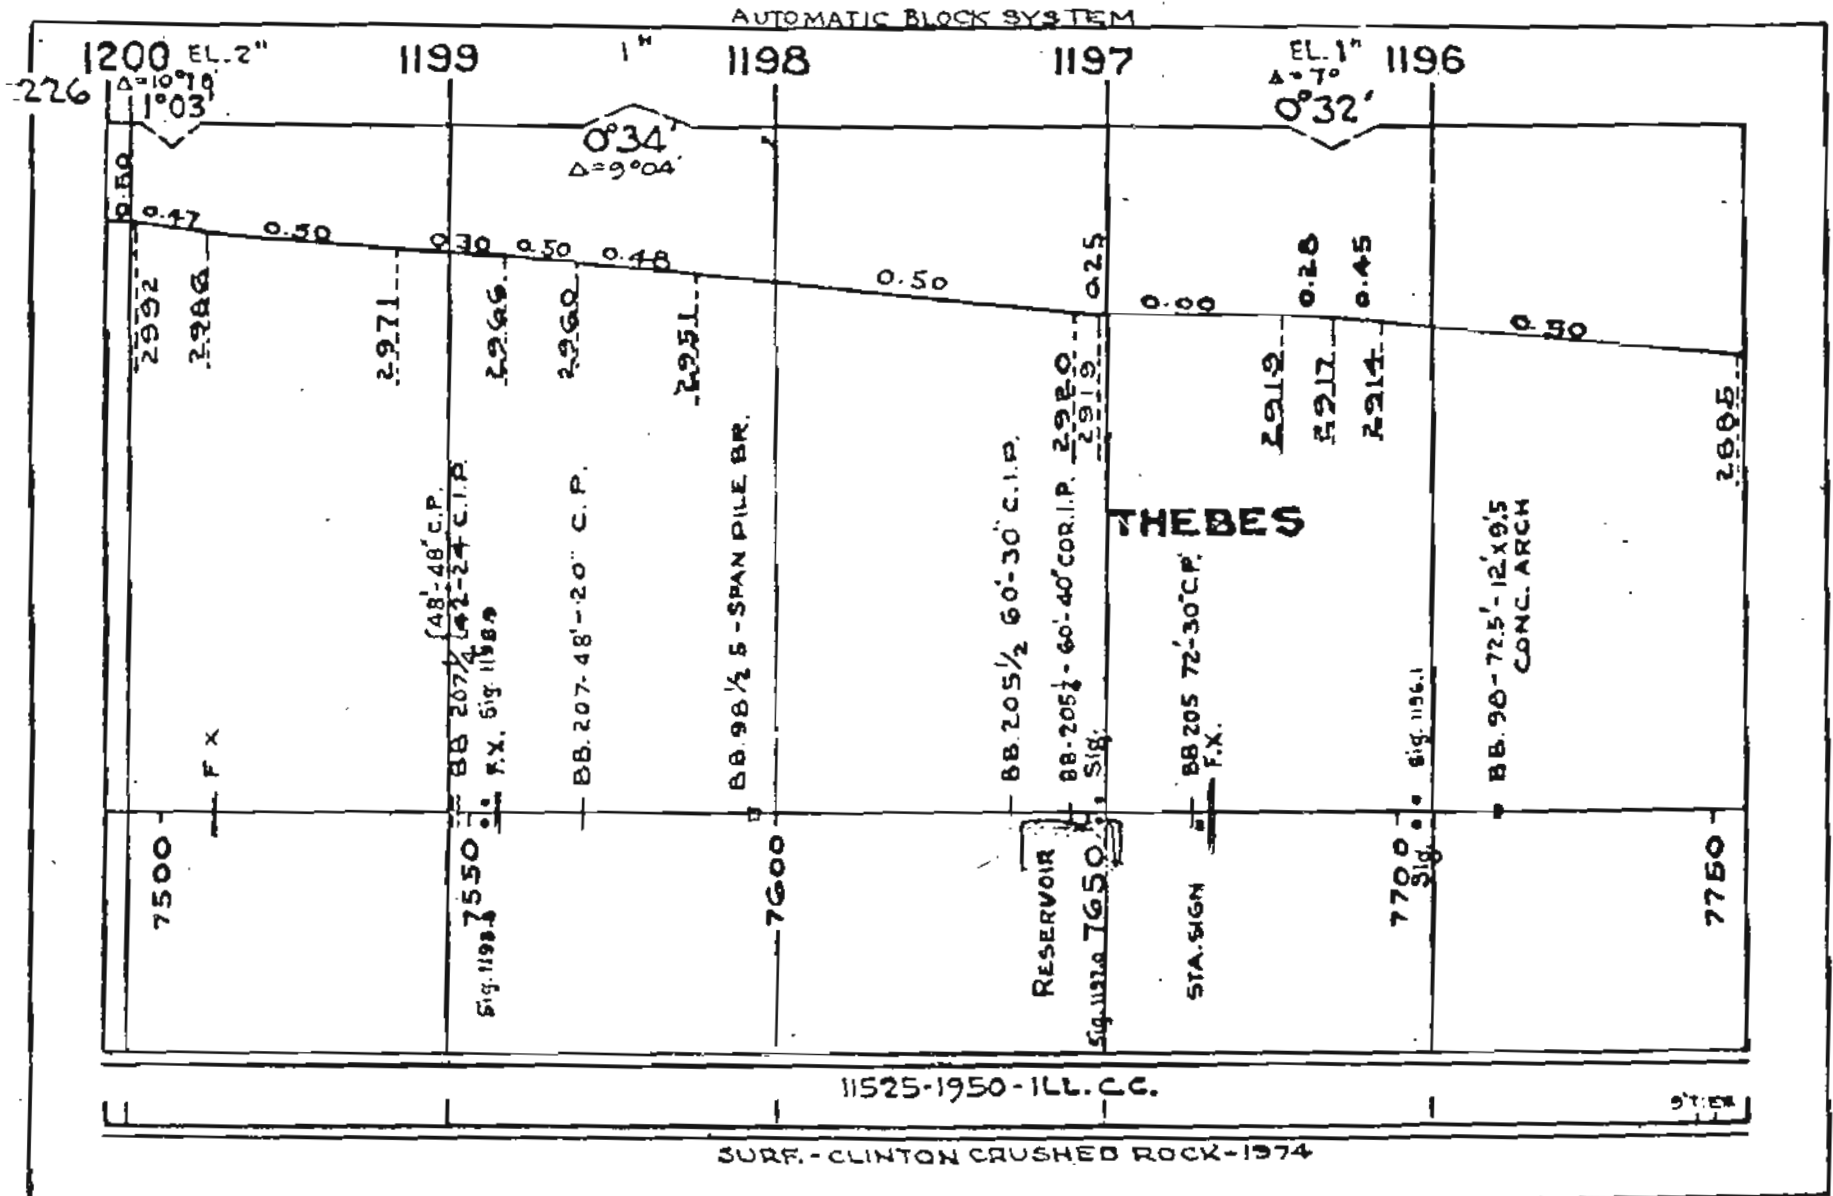 AUTOMATIC BLOCK SYSTEM
1200 EL. 2" 1199 1" 1198 1197 EL. 1" 1196
226
Δ=7°
1°03'
0°32'
0°34'
Δ=9°04'
0.50
0.47
0.50
0.30
0.50
0.48
0.50
0.25
0.00
0.28
0.45
0.50
2992
2988
2971
2966
2960
2951
2920
2919
2919
2917
2914
2885
THEBES
F X
{48'-48" C.P.
BB 207¼ {42-24 C.I.P.
F.X. Sig. 1198.9
BB. 207-48'-20" C.P.
BB. 98½ 5-SPAN PILE BR.
BB. 205½ 60'-30" C.I.P.
BB-205½-60'-40" COR.I.P.
Sig.
BB 205 72'-30" C.P.
F.X.
Sig. 1196.1
BB. 98-72.5'-12'X9.5
CONC. ARCH
7500
7550
Sig. 1198.8
7600
RESERVOIR
7650
Sig. 1197.0
STA. SIGN
7700
Sig.
7750
11525-1950-ILL.C.C.
SURF.-CLINTON CRUSHED ROCK-1974